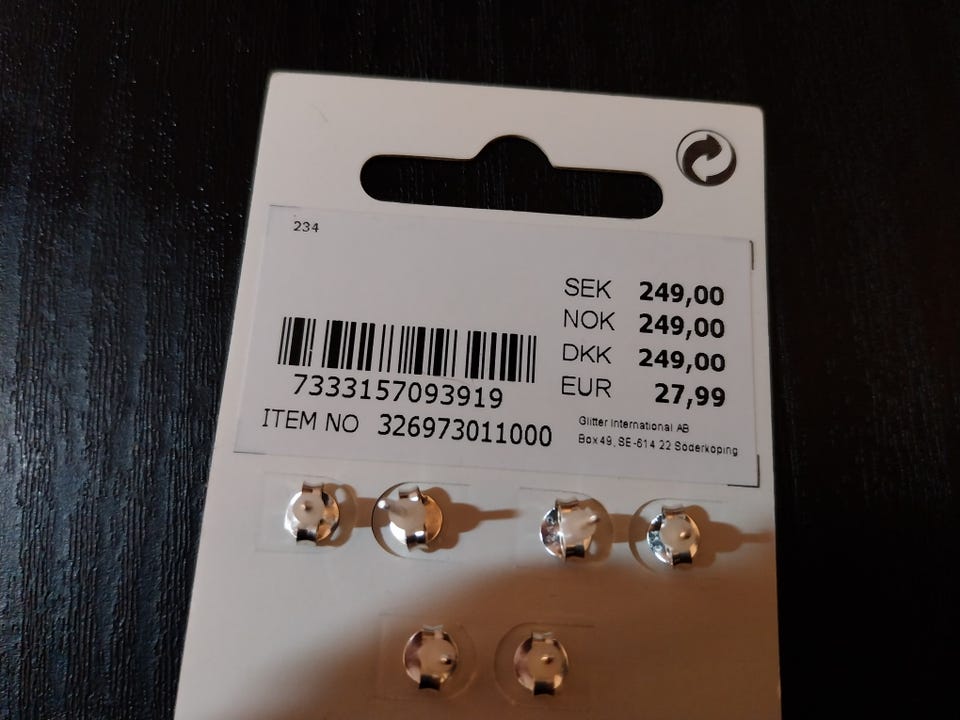 234
SEK 249,00
NOK 249,00
DKK 249,00
EUR 27,99
7333157093919
ITEM NO 326973011000
Glitter International AB
Box 49, SE-614 22 Soderkoping